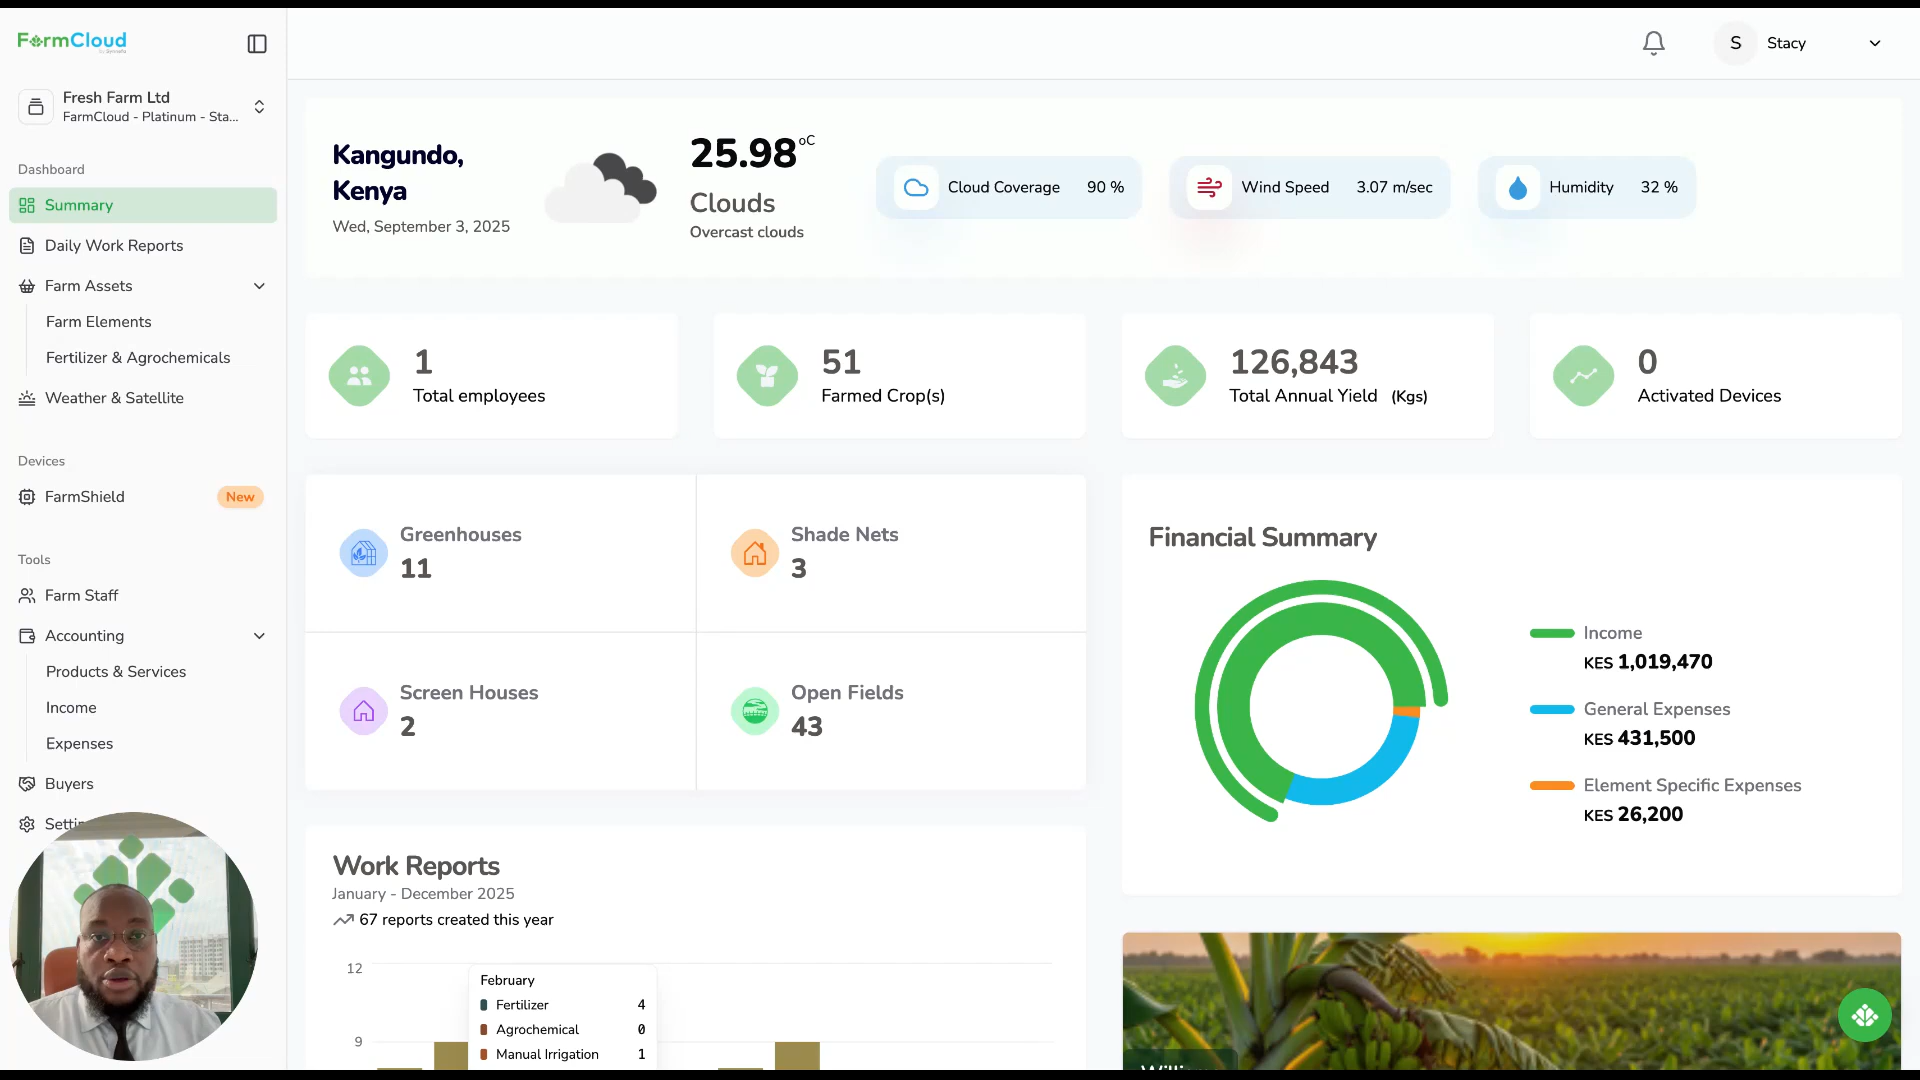 FarmCloud
S
Stacy
Fresh Farm Ltd
FarmCloud - Platinum - Sta...
Dashboard
Summary
Daily Work Reports
Farm Assets
Farm Elements
Fertilizer & Agrochemicals
Weather & Satellite
Devices
FarmShield
New
Tools
Farm Staff
Accounting
Products & Services
Income
Expenses
Buyers
Kangundo,
Kenya
Wed, September 3, 2025
25.98 oC
Clouds
Overcast clouds
Cloud Coverage 90 %
Wind Speed 3.07 m/sec
Humidity 32 %
1
Total employees
51
Farmed Crop(s)
126,843
Total Annual Yield (Kgs)
0
Activated Devices
Greenhouses
11
Shade Nets
3
Screen Houses
2
Open Fields
43
Financial Summary
Income
KES 1,019,470
General Expenses
KES 431,500
Element Specific Expenses
KES 26,200
Work Reports
January - December 2025
67 reports created this year
12
9
February
Fertilizer 4
Agrochemical 0
Manual Irrigation 1